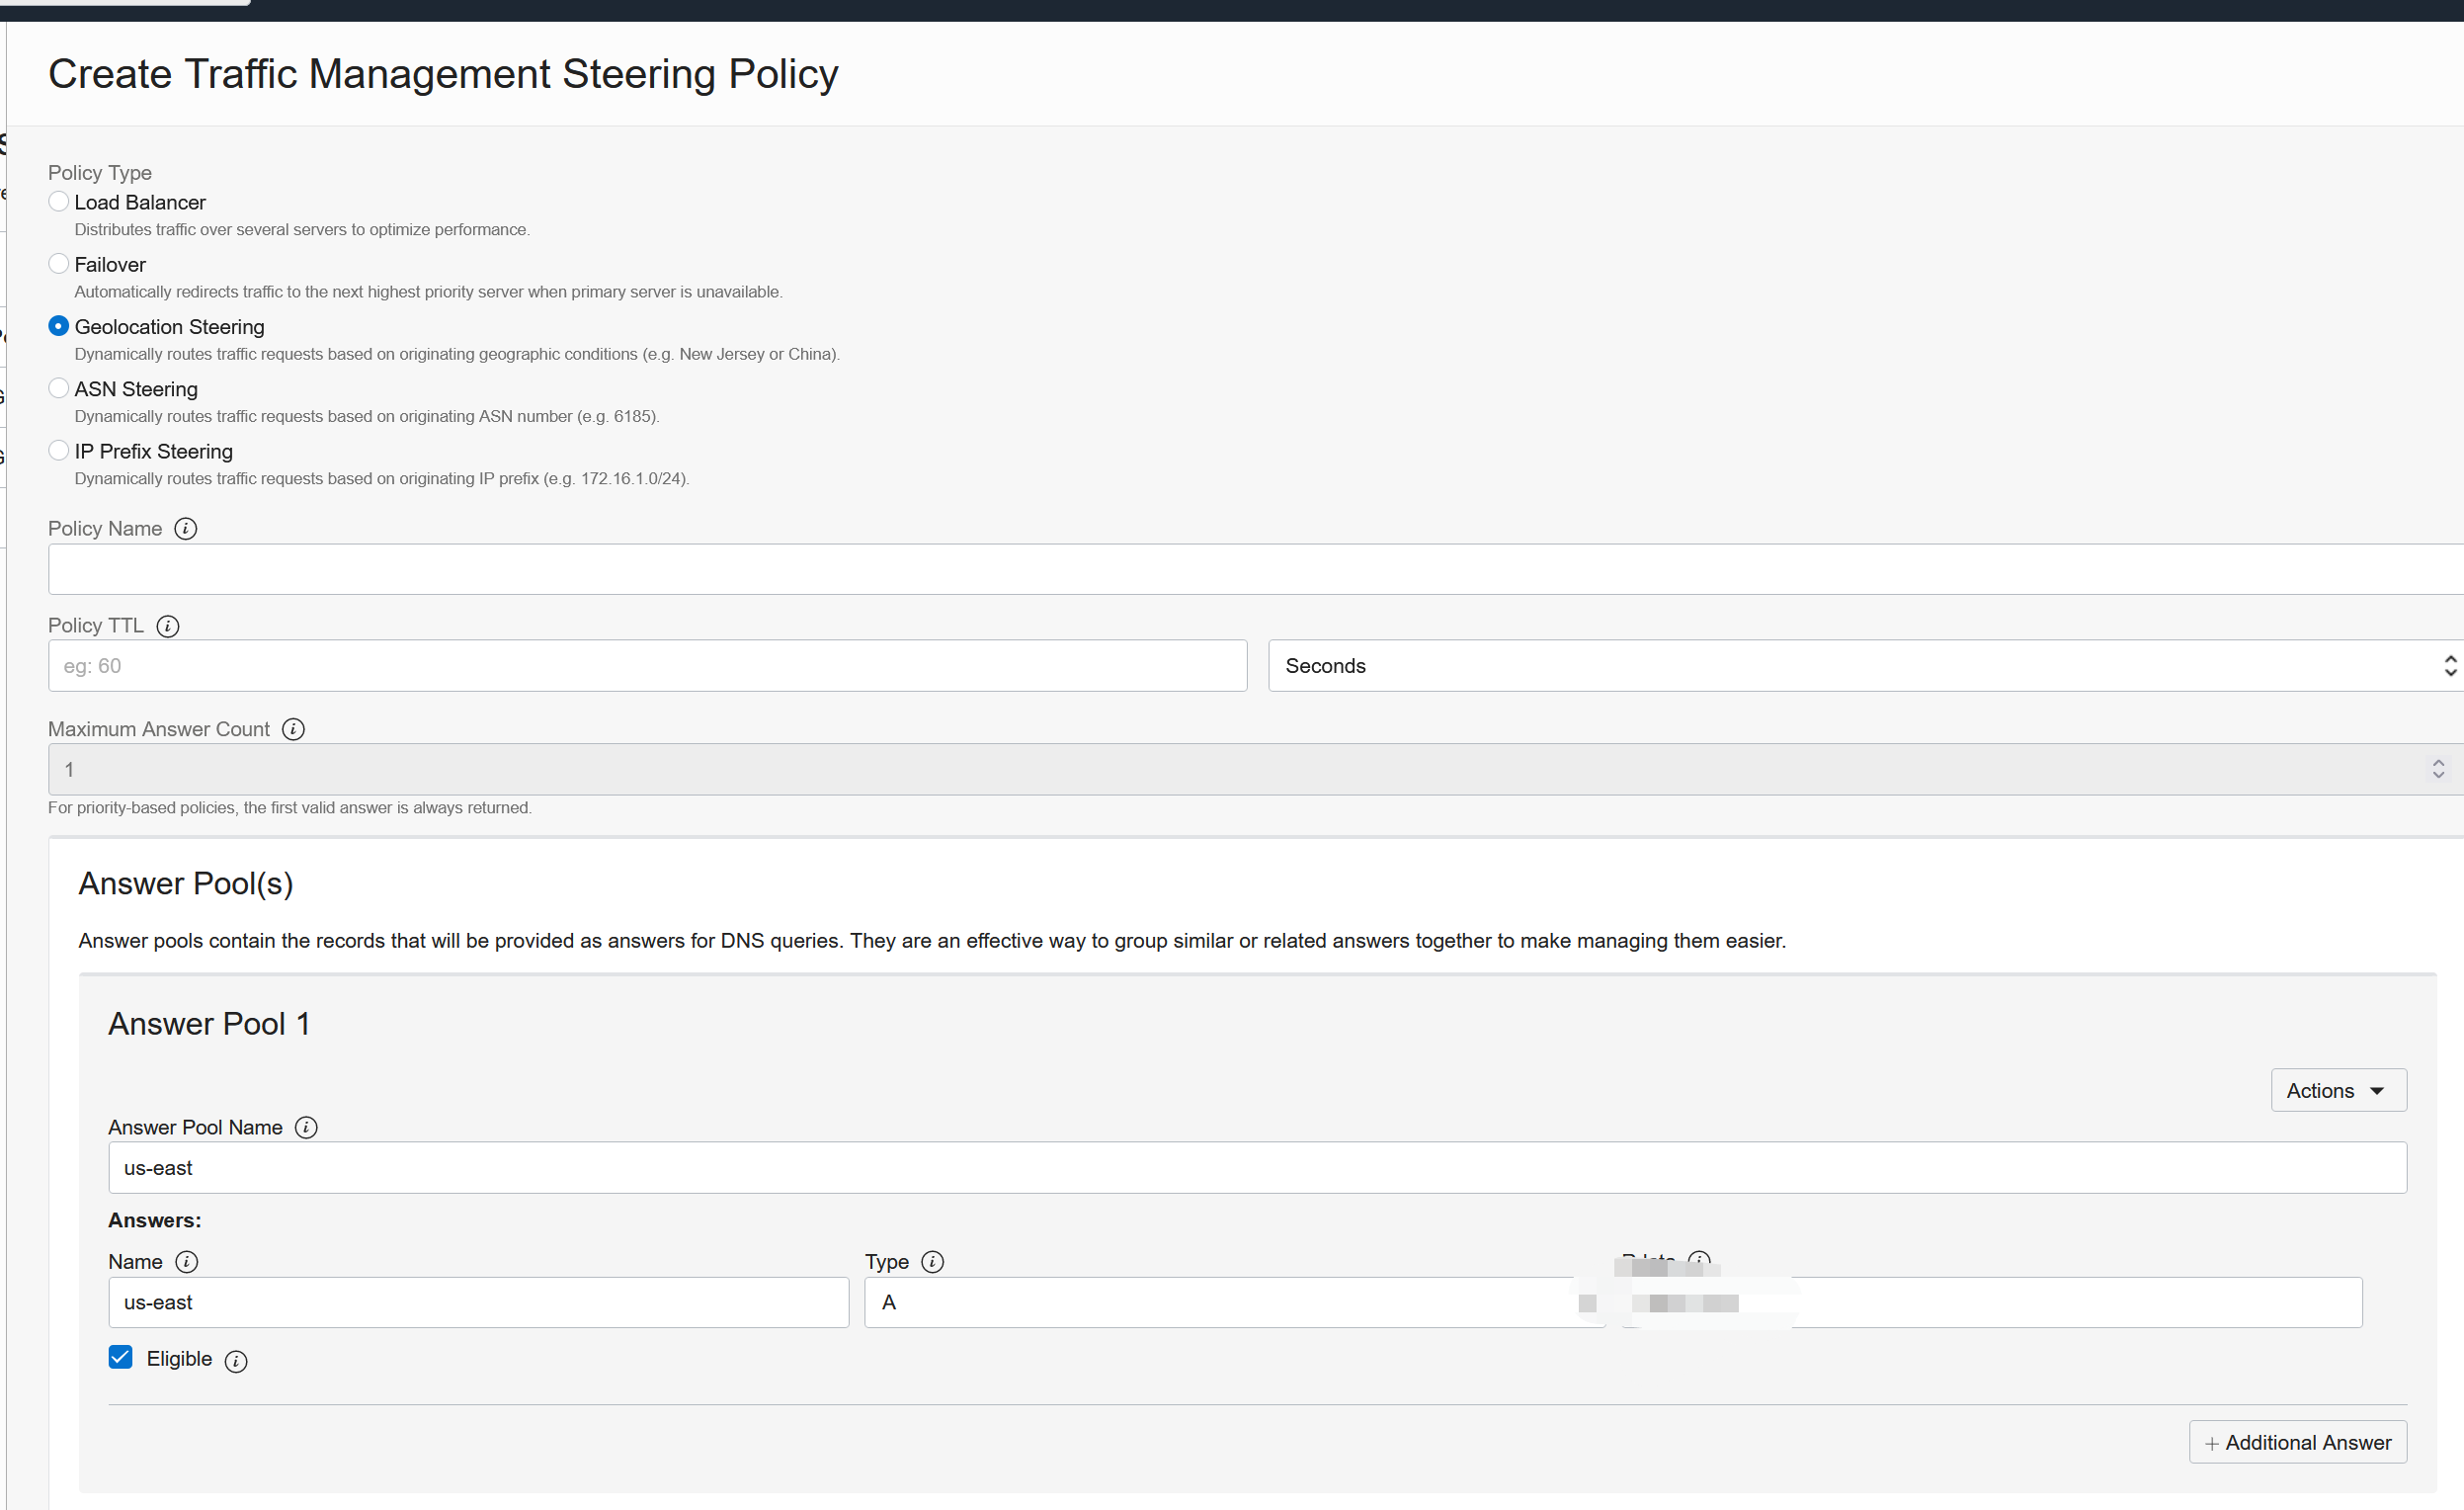 Create Traffic Management Steering Policy
Policy Type
Load Balancer
Distributes traffic over several servers to optimize performance.
Failover
Automatically redirects traffic to the next highest priority server when primary server is unavailable.
Geolocation Steering
Dynamically routes traffic requests based on originating geographic conditions (e.g. New Jersey or China).
ASN Steering
Dynamically routes traffic requests based on originating ASN number (e.g. 6185).
IP Prefix Steering
Dynamically routes traffic requests based on originating IP prefix (e.g. 172.16.1.0/24).
Policy Name
Policy TTL
eg: 60 Seconds
Maximum Answer Count
1
For priority-based policies, the first valid answer is always returned.
Answer Pool(s)
Answer pools contain the records that will be provided as answers for DNS queries. They are an effective way to group similar or related answers together to make managing them easier.
Answer Pool 1
Actions
Answer Pool Name
us-east
Answers:
Name Type
us-east A
Eligible
+ Additional Answer